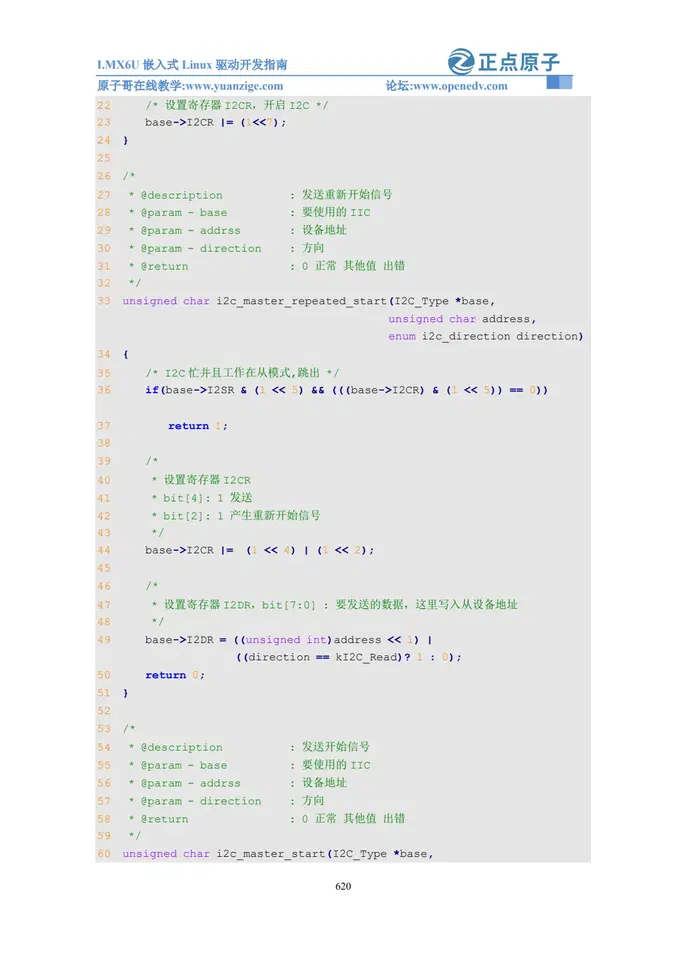 I.MX6U 嵌入式 Linux 驱动开发指南
正点原子
原子哥在线教学:www.yuanzige.com 论坛:www.openedv.com
22 /* 设置寄存器 I2CR，开启 I2C */
23 base->I2CR |= (1<<7);
24 }
25
26 /*
27 * @description : 发送重新开始信号
28 * @param - base : 要使用的 IIC
29 * @param - addrss : 设备地址
30 * @param - direction : 方向
31 * @return : 0 正常 其他值 出错
32 */
33 unsigned char i2c_master_repeated_start(I2C_Type *base,
unsigned char address,
enum i2c_direction direction)
34 {
35 /* I2C 忙并且工作在从模式,跳出 */
36 if(base->I2SR & (1 << 5) && (((base->I2CR) & (1 << 5)) == 0))
37 return 1;
38
39 /*
40 * 设置寄存器 I2CR
41 * bit[4]: 1 发送
42 * bit[2]: 1 产生重新开始信号
43 */
44 base->I2CR |= (1 << 4) | (1 << 2);
45
46 /*
47 * 设置寄存器 I2DR，bit[7:0] : 要发送的数据，这里写入从设备地址
48 */
49 base->I2DR = ((unsigned int)address << 1) |
((direction == kI2C_Read)? 1 : 0);
50 return 0;
51 }
52
53 /*
54 * @description : 发送开始信号
55 * @param - base : 要使用的 IIC
56 * @param - addrss : 设备地址
57 * @param - direction : 方向
58 * @return : 0 正常 其他值 出错
59 */
60 unsigned char i2c_master_start(I2C_Type *base,
620